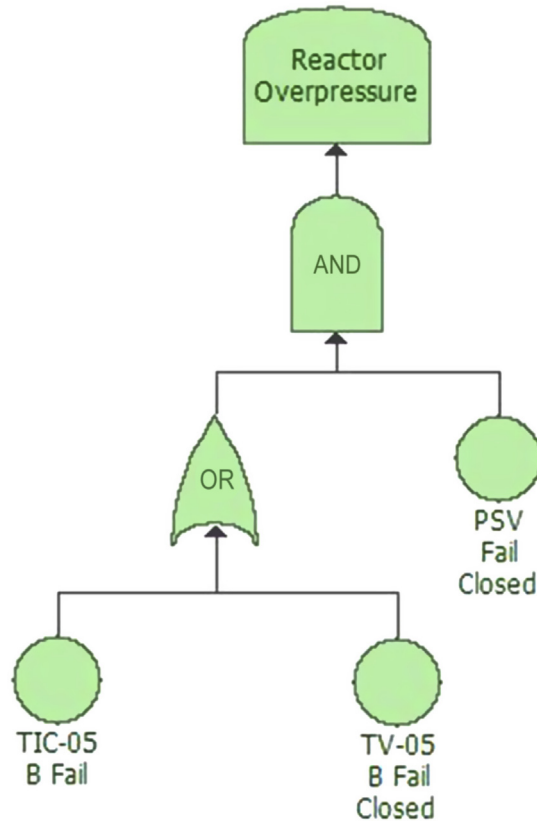 Reactor
Overpressure
AND
OR
PSV
Fail
Closed
TIC-05
B Fail
TV-05
B Fail
Closed